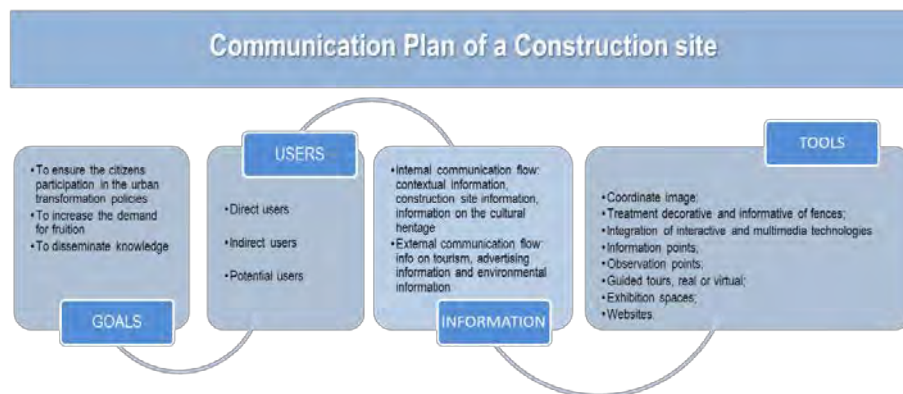 Communication Plan of a Construction site
• To ensure the citizens
participation in the urban
transformation policies
• To increase the demand
for fruition
• To disseminate knowledge
GOALS
USERS
• Direct users
• Indirect users
• Potential users
• Internal communication flow:
contextual information,
construction site information,
information on the cultural
heritage
• External communication flow:
info on tourism, advertising
information and environmental
information
INFORMATION
TOOLS
• Coordinate image;
• Treatment decorative and informative of fences;
• Integration of interactive and multimedia technologies
• Information points;
• Observation points;
• Guided tours, real or virtual;
• Exhibition spaces;
• Websites.